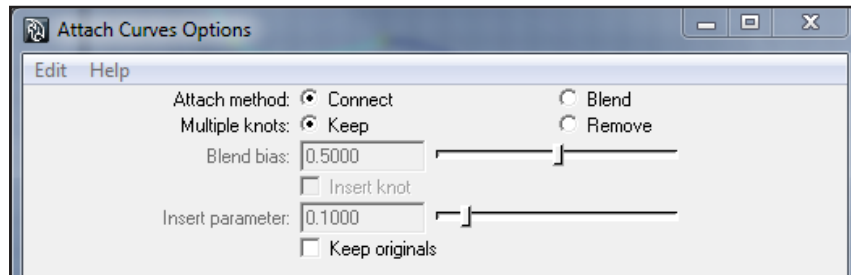 Attach Curves Options
Edit Help
Attach method: Connect Blend
Multiple knots: Keep Remove
Blend bias: 0.5000
Insert knot
Insert parameter: 0.1000
Keep originals